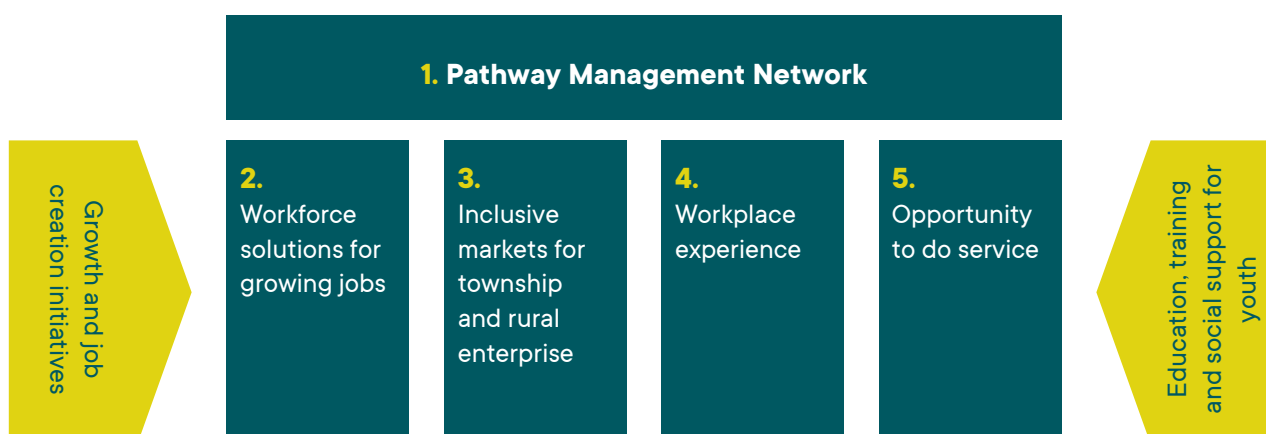 1. Pathway Management Network
Growth and job
creation initiatives
2.
Workforce
solutions for
growing jobs
3.
Inclusive
markets for
township
and rural
enterprise
4.
Workplace
experience
5.
Opportunity
to do service
Education, training
and social support for
youth